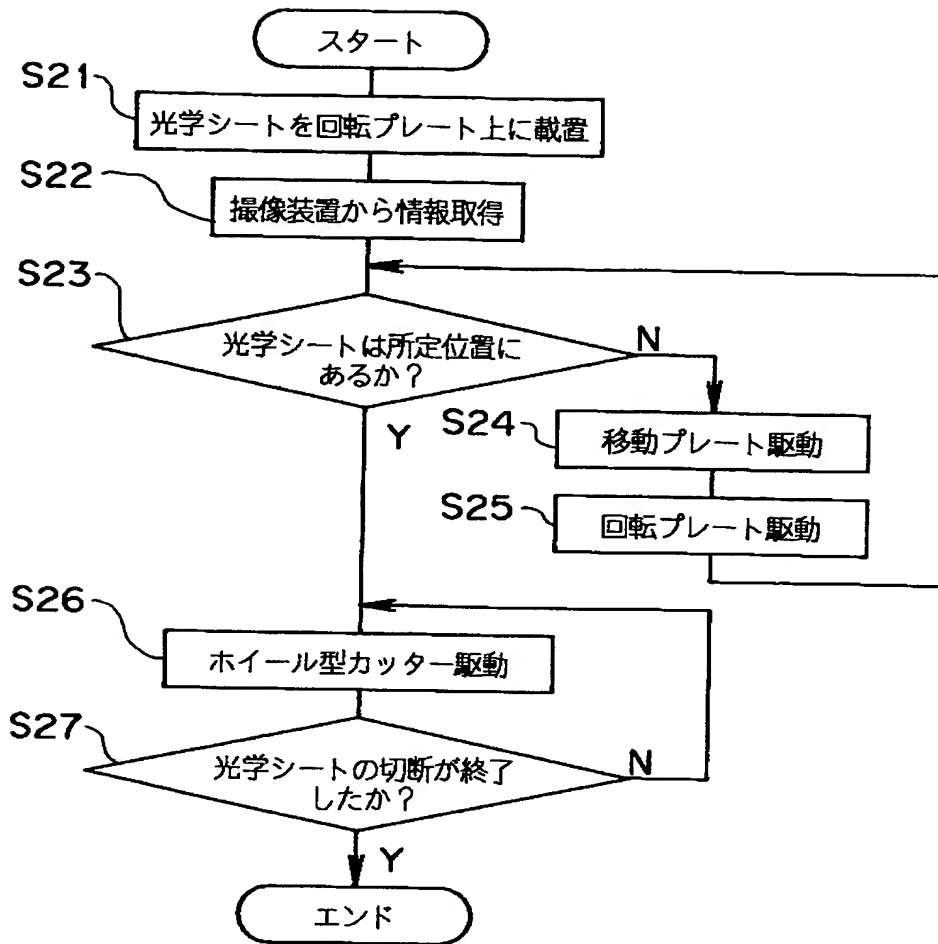 スタート
S21
光学シートを回転プレート上に載置
S22
撮像装置から情報取得
S23
光学シートは所定位置に
あるか？
N
Y
S24
移動プレート駆動
S25
回転プレート駆動
S26
ホイール型カッター駆動
S27
光学シートの切断が終了
したか？
N
Y
エンド